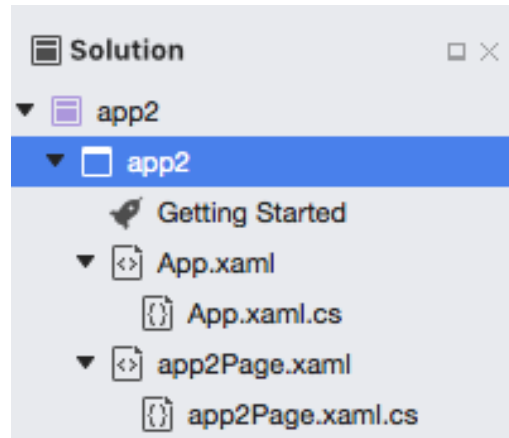 Solution
app2
app2
Getting Started
App.xaml
App.xaml.cs
app2Page.xaml
app2Page.xaml.cs